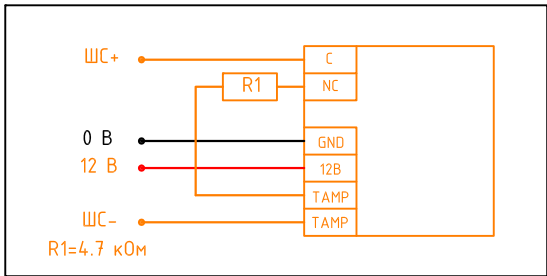 ШС+
C
R1
NC
0 В
GND
12 В
12В
TAMP
ШС-
TAMP
R1=4.7 кОм